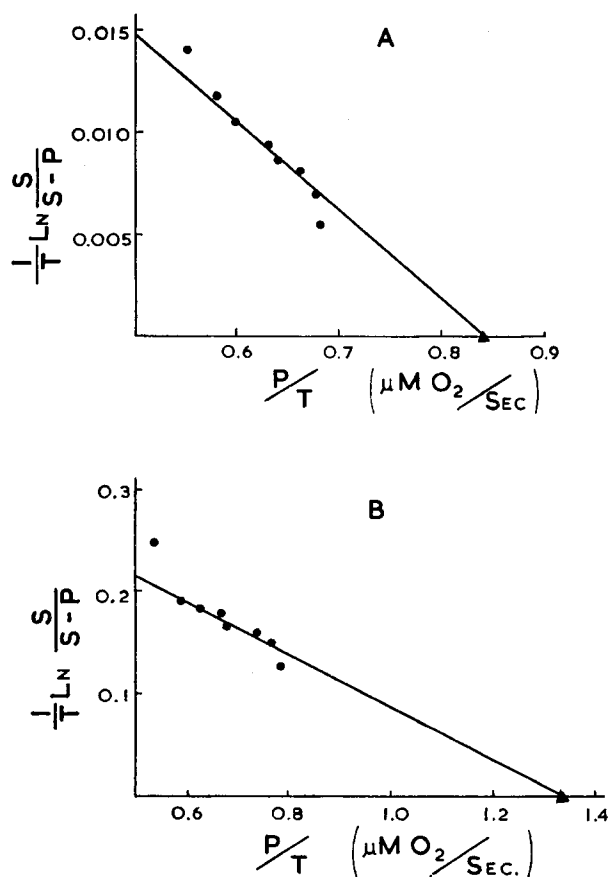 A
0.015
0.010
0.005
1/T LN S/S-P
0.6 0.7 0.8 0.9
P/T (μM O2/SEC)
B
0.3
0.2
0.1
1/T LN S/S-P
0.6 0.8 1.0 1.2 1.4
P/T (μM O2/SEC.)